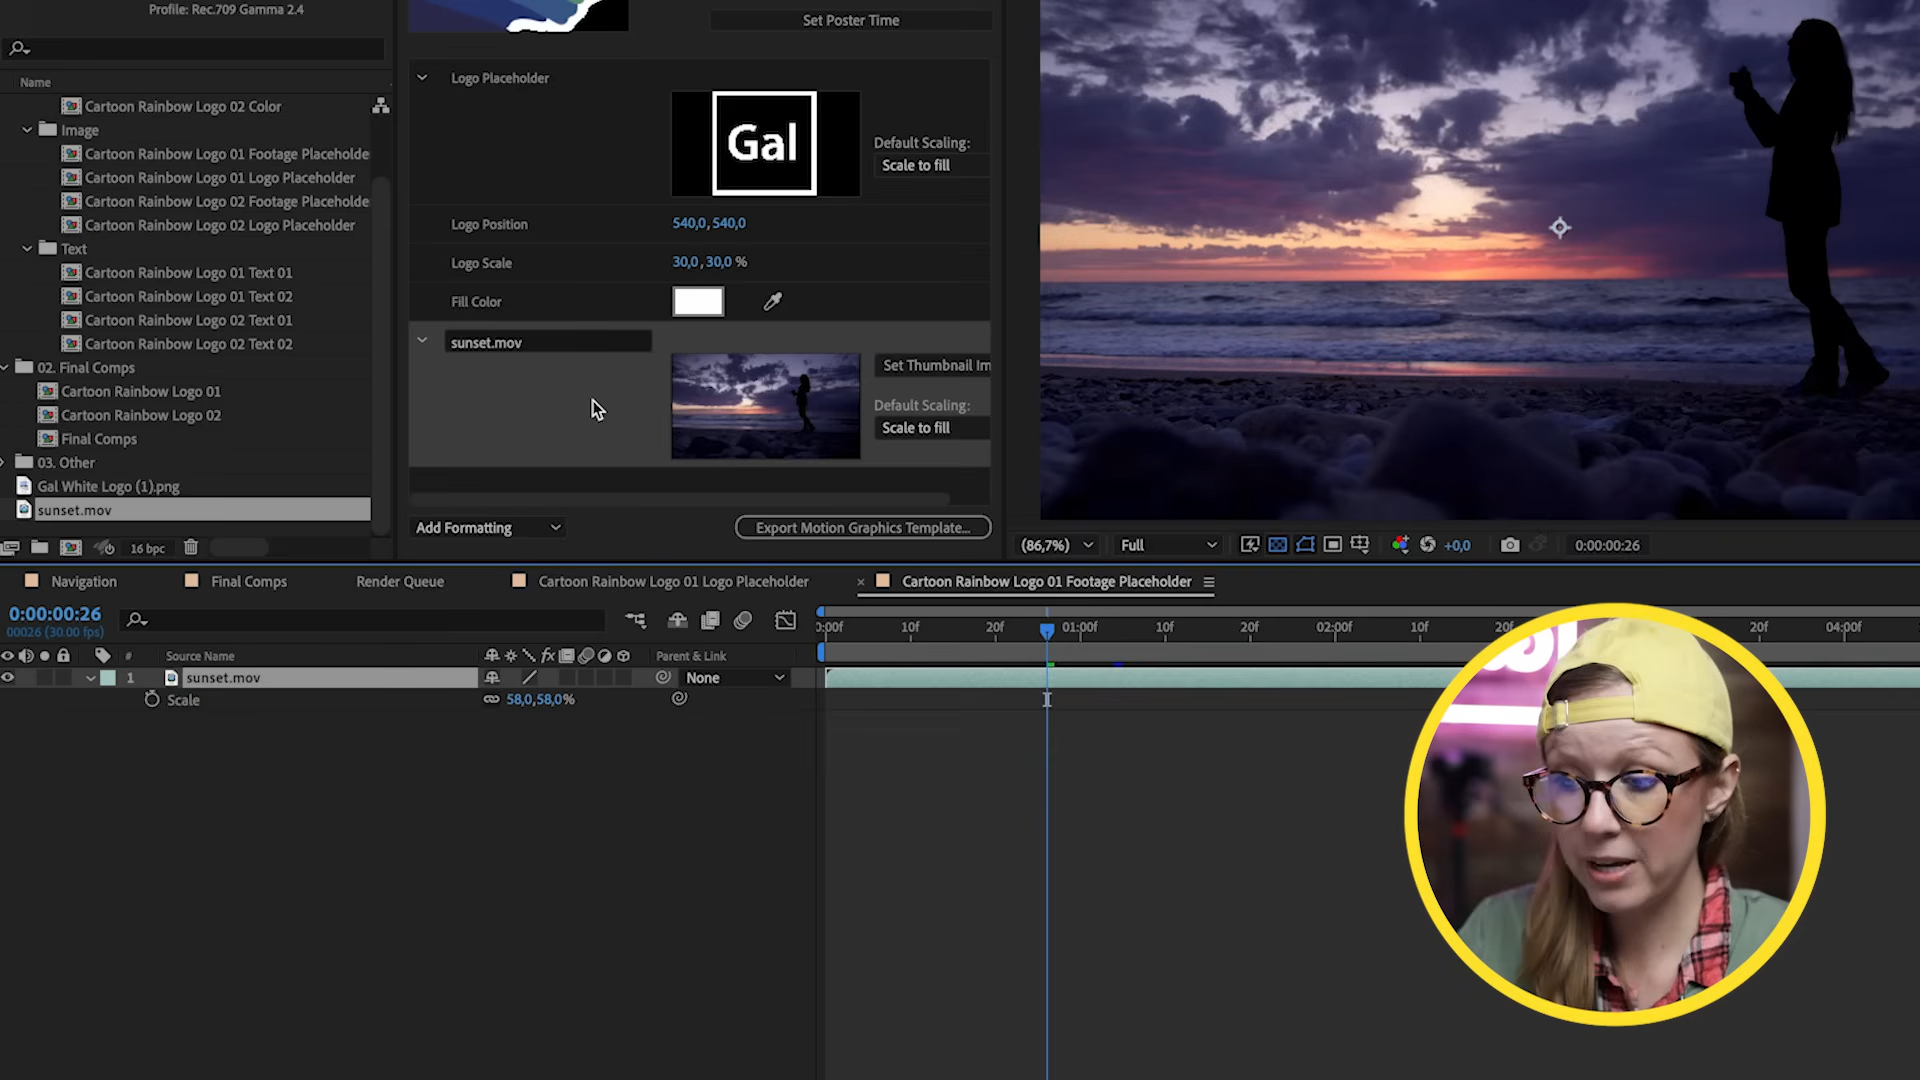 Profile: Rec.709 Gamma 2.4
Name
Cartoon Rainbow Logo 02 Color
Image
Cartoon Rainbow Logo 01 Footage Placeholde
Cartoon Rainbow Logo 01 Logo Placeholder
Cartoon Rainbow Logo 02 Footage Placeholde
Cartoon Rainbow Logo 02 Logo Placeholder
Text
Cartoon Rainbow Logo 01 Text 01
Cartoon Rainbow Logo 01 Text 02
Cartoon Rainbow Logo 02 Text 01
Cartoon Rainbow Logo 02 Text 02
02. Final Comps
Cartoon Rainbow Logo 01
Cartoon Rainbow Logo 02
Final Comps
03. Other
Gal White Logo (1).png
sunset.mov
16 bpc
Set Poster Time
Logo Placeholder
Gal
Default Scaling:
Scale to fill
Logo Position
540,0, 540,0
Logo Scale
30,0, 30,0 %
Fill Color
sunset.mov
Set Thumbnail Im
Default Scaling:
Scale to fill
Add Formatting
Export Motion Graphics Template...
(86,7%)
Full
+0,0
0:00:00:26
Navigation
Final Comps
Render Queue
Cartoon Rainbow Logo 01 Logo Placeholder
× Cartoon Rainbow Logo 01 Footage Placeholder
0:00:00:26
00026 (30.00 fps)
0:00f 10f 20f 01:00f 10f 20f 02:00f 10f 20f 04:00f
# Source Name
fx
Parent & Link
1 sunset.mov
None
Scale
58,0,58,0%